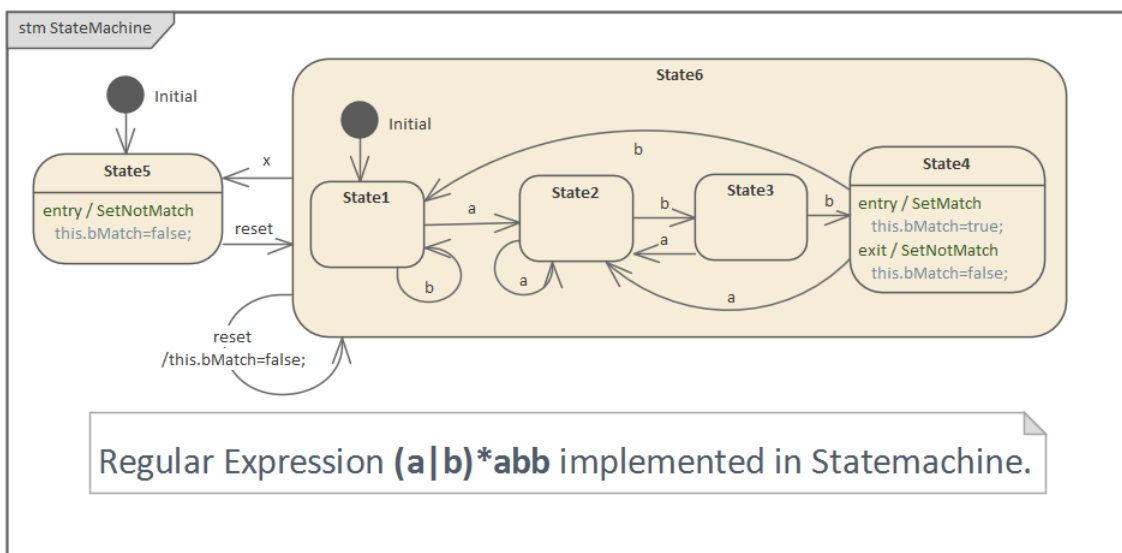 stm StateMachine
Initial
State5
entry / SetNotMatch
this.bMatch=false;
x
reset
reset
/this.bMatch=false;
State6
Initial
State1
a
b
State2
a
b
a
State3
b
b
a
State4
entry / SetMatch
this.bMatch=true;
exit / SetNotMatch
this.bMatch=false;
Regular Expression (a|b)*abb implemented in Statemachine.